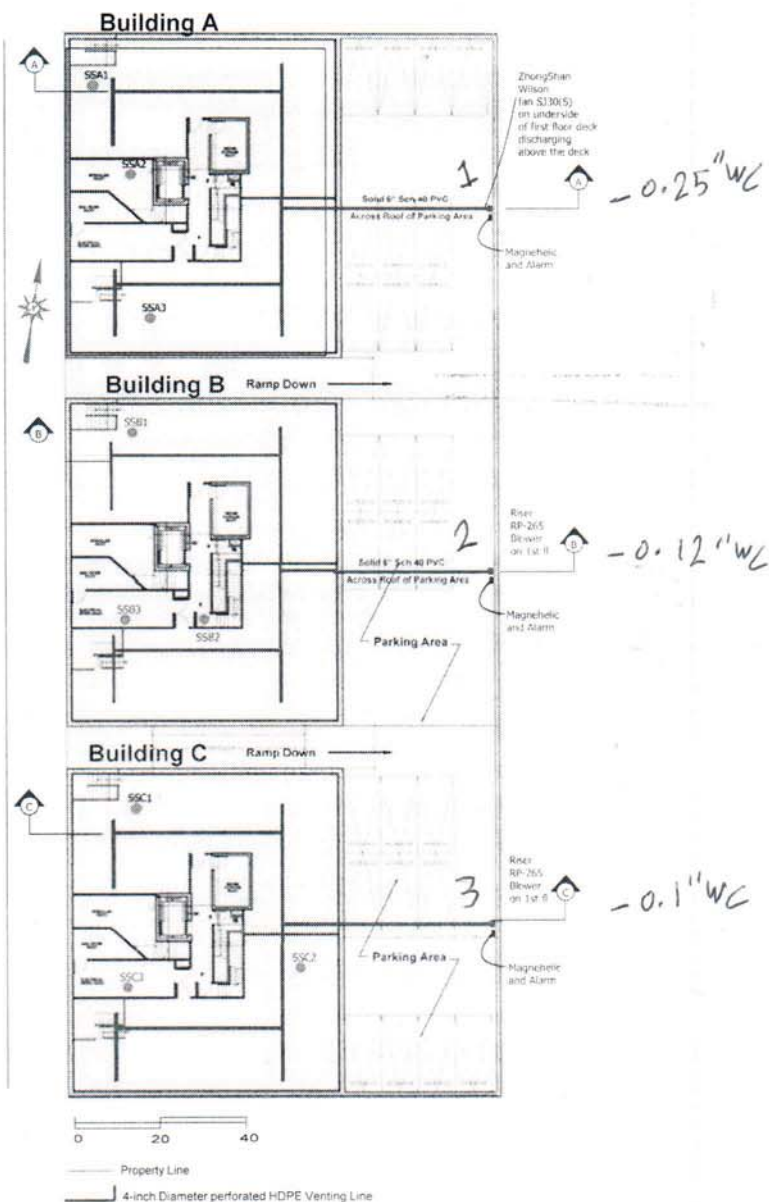 Building A
A
SSA1
ZhongShan
Wilson
fan SJ30(S)
on underside
of first floor deck
discharging
above the deck
SSA2
1
A
-0.25"WC
Solid 6" Sch 40 PVC
Across Roof of Parking Area
Magnehelic
and Alarm
SSA3
Building B
Ramp Down
SSB1
B
Riser
RP-265
Blower
on 1st fl
2
B
-0.12"WC
Solid 6" Sch 40 PVC
Across Roof of Parking Area
Magnehelic
and Alarm
SSB3
SSB2
Parking Area
Building C
Ramp Down
SSC1
C
Riser
RP-265
Blower
on 1st fl
3
C
-0.1"WC
SSC2
Parking Area
Magnehelic
and Alarm
SSC3
0 20 40
Property Line
4-inch Diameter perforated HDPE Venting Line